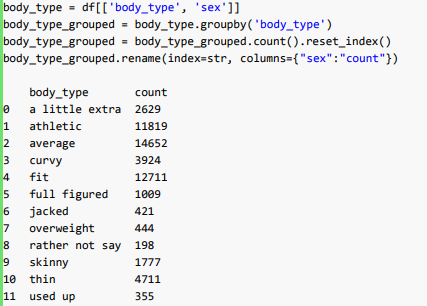 body_type = df[['body_type', 'sex']]
body_type_grouped = body_type.groupby('body_type')
body_type_grouped = body_type_grouped.count().reset_index()
body_type_grouped.rename(index=str, columns={"sex":"count"})
body_type count
0 a little extra 2629
1 athletic 11819
2 average 14652
3 curvy 3924
4 fit 12711
5 full figured 1009
6 jacked 421
7 overweight 444
8 rather not say 198
9 skinny 1777
10 thin 4711
11 used up 355